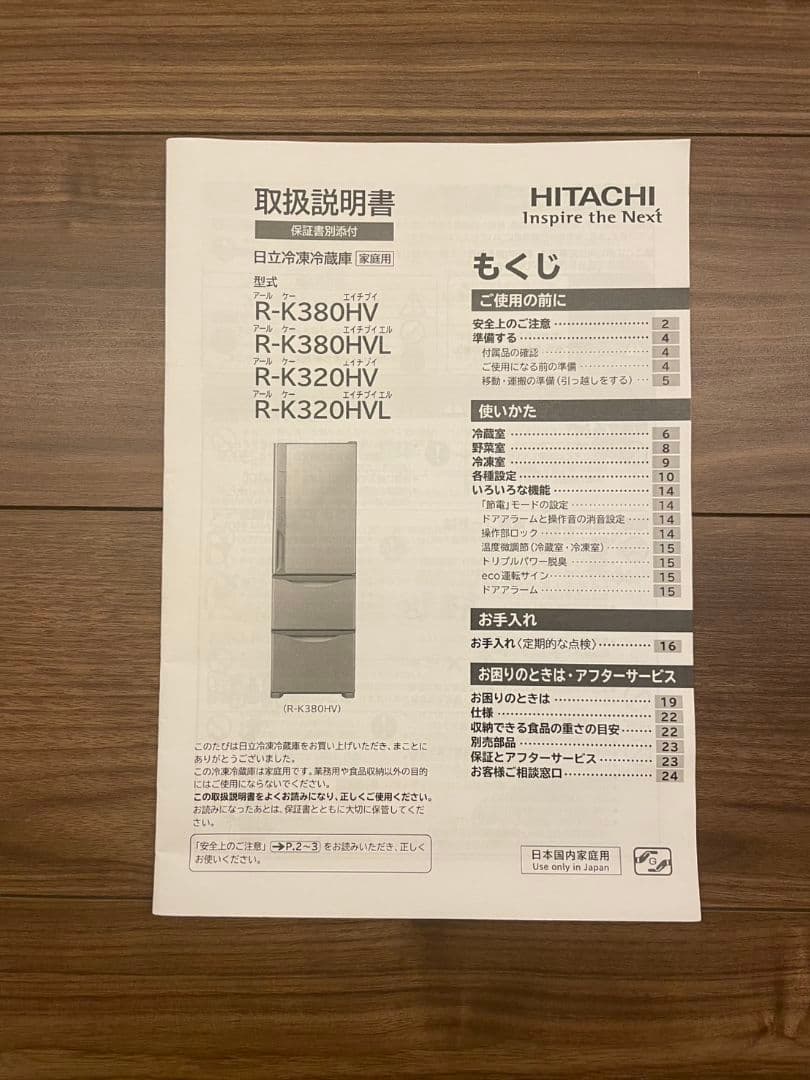 取扱説明書
保証書別添付
日立冷凍冷蔵庫 家庭用
型式
アール ケー エイチブイ
R-K380HV
アール ケー エイチブイエル
R-K380HVL
アール ケー エイチブイ
R-K320HV
アール ケー エイチブイエル
R-K320HVL
(R-K380HV)
このたびは日立冷凍冷蔵庫をお買い上げいただき、まことに
ありがとうございました。
この冷凍冷蔵庫は家庭用です。業務用や食品収納以外の目的
にはご使用にならないでください。
この取扱説明書をよくお読みになり、正しくご使用ください。
お読みになったあとは、保証書とともに大切に保管してくだ
さい。
「安全上のご注意」➔P.2～3 をお読みいただき、正しく
お使いください。
HITACHI
Inspire the Next
もくじ
ご使用の前に
安全上のご注意 ････････････････ 2
準備する ････････････････ 4
付属品の確認 ････････････････ 4
ご使用になる前の準備 ････････････ 4
移動・運搬の準備(引っ越しをする) ･･･ 5
使いかた
冷蔵室 ････････････････ 6
野菜室 ････････････････ 8
冷凍室 ････････････････ 9
各種設定 ････････････････ 10
いろいろな機能 ････････････････ 14
「節電」モードの設定 ････････････ 14
ドアアラームと操作音の消音設定 ････ 14
操作部ロック ････････････････ 14
温度微調節(冷蔵室・冷凍室) ･･････ 15
トリプルパワー脱臭 ････････････ 15
eco運転サイン ････････････････ 15
ドアアラーム ････････････････ 15
お手入れ
お手入れ〈定期的な点検〉 ････････････ 16
お困りのときは・アフターサービス
お困りのときは ････････････････ 19
仕様 ････････････････ 22
収納できる食品の重さの目安 ･･････ 22
別売部品 ････････････････ 23
保証とアフターサービス ････････････ 23
お客様ご相談窓口 ････････････････ 24
日本国内家庭用
Use only in Japan
G